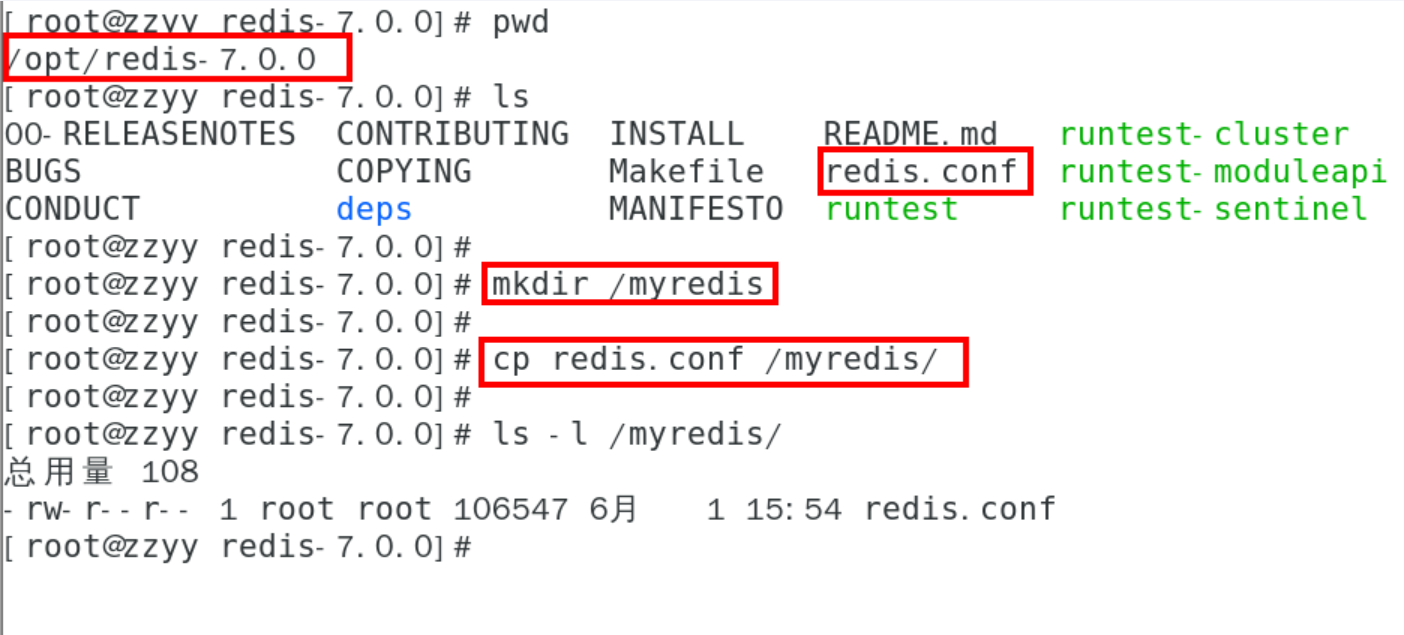 [root@zzyy redis-7.0.0]# pwd
/opt/redis-7.0.0
[root@zzyy redis-7.0.0]# ls
00-RELEASENOTES CONTRIBUTING INSTALL README.md runtest-cluster
BUGS COPYING Makefile redis.conf runtest-moduleapi
CONDUCT deps MANIFESTO runtest runtest-sentinel
[root@zzyy redis-7.0.0]#
[root@zzyy redis-7.0.0]# mkdir /myredis
[root@zzyy redis-7.0.0]#
[root@zzyy redis-7.0.0]# cp redis.conf /myredis/
[root@zzyy redis-7.0.0]#
[root@zzyy redis-7.0.0]# ls -l /myredis/
总用量 108
-rw-r--r-- 1 root root 106547 6月 1 15:54 redis.conf
[root@zzyy redis-7.0.0]#